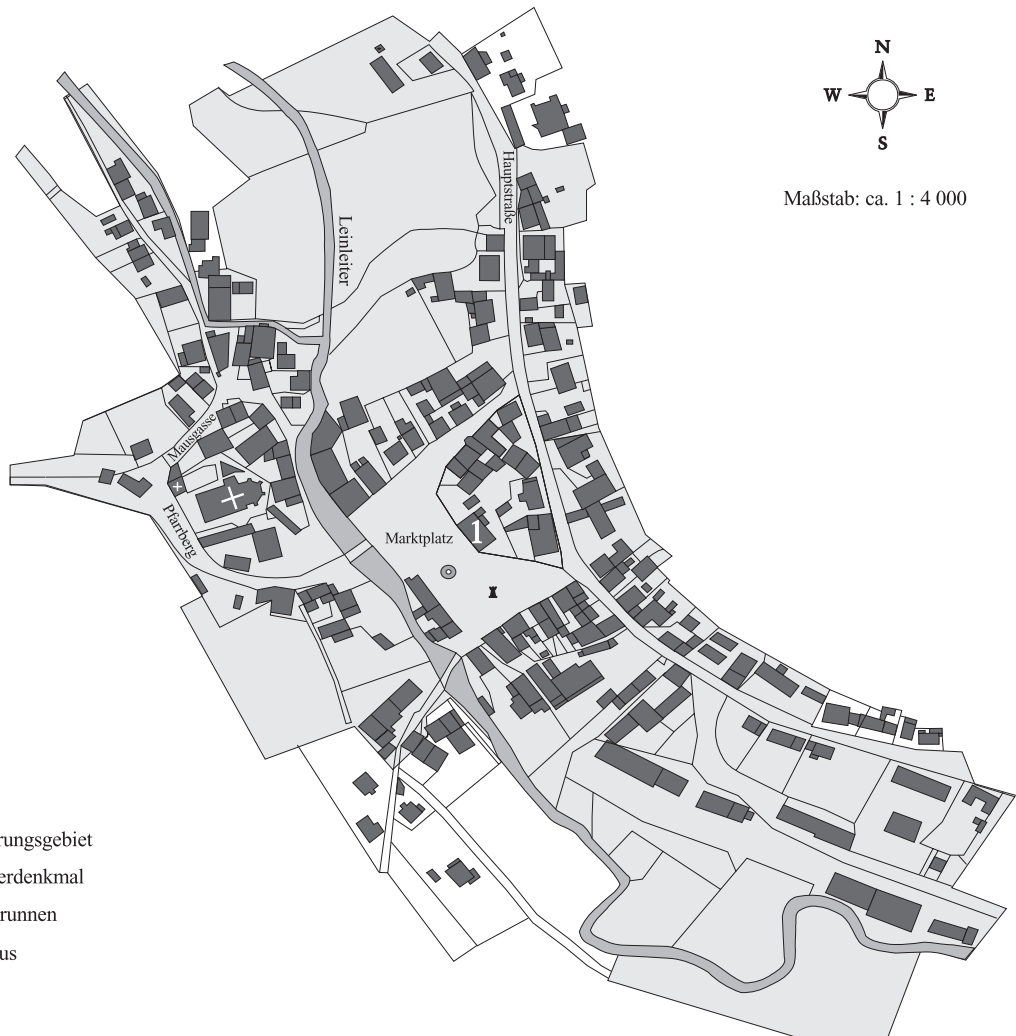 N
W E
S
Maßstab: ca. 1 : 4 000
Hauptstraße
Leinleiter
Mausgasse
Pfarrberg
Marktplatz
1
rungsgebiet
erdenkmal
runnen
us